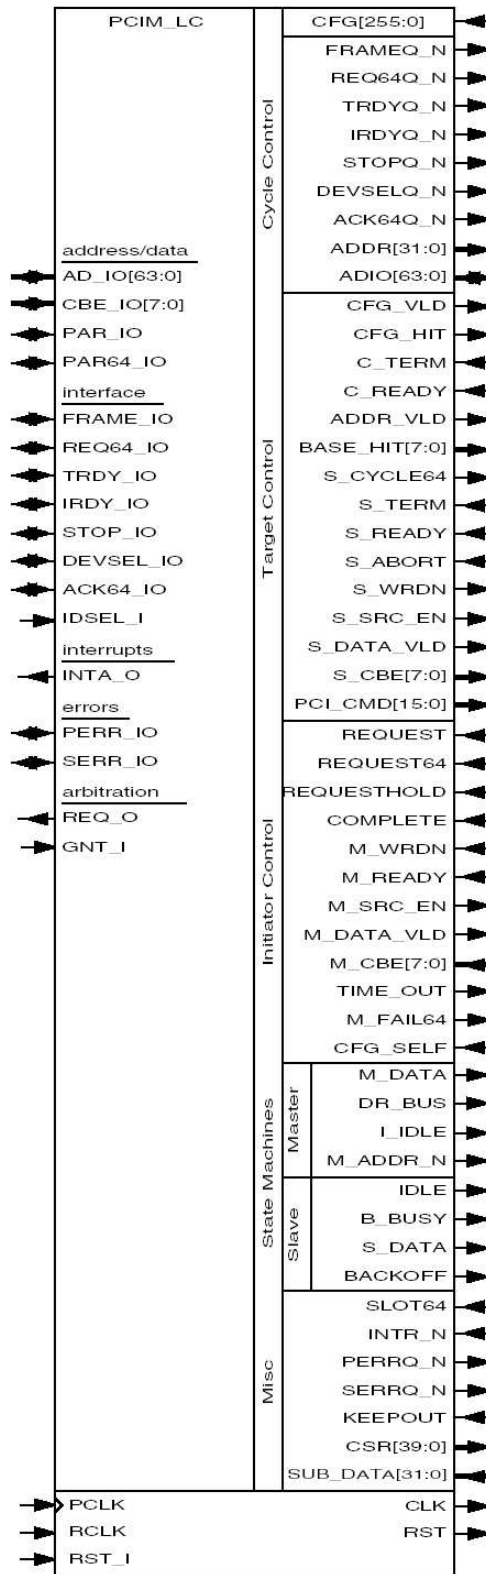 PCIM_LC
address/data
AD_IO[63:0]
CBE_IO[7:0]
PAR_IO
PAR64_IO
interface
FRAME_IO
REQ64_IO
TRDY_IO
IRDY_IO
STOP_IO
DEVSEL_IO
ACK64_IO
IDSEL_I
interrupts
INTA_O
errors
PERR_IO
SERR_IO
arbitration
REQ_O
GNT_I
PCLK
RCLK
RST_I
CFG[255:0]
Cycle Control
FRAMEQ_N
REQ64Q_N
TRDYQ_N
IRDYQ_N
STOPQ_N
DEVSELQ_N
ACK64Q_N
ADDR[31:0]
ADIO[63:0]
Target Control
CFG_VLD
CFG_HIT
C_TERM
C_READY
ADDR_VLD
BASE_HIT[7:0]
S_CYCLE64
S_TERM
S_READY
S_ABORT
S_WRDN
S_SRC_EN
S_DATA_VLD
S_CBE[7:0]
PCI_CMD[15:0]
Initiator Control
REQUEST
REQUEST64
REQUESTHOLD
COMPLETE
M_WRDN
M_READY
M_SRC_EN
M_DATA_VLD
M_CBE[7:0]
TIME_OUT
M_FAIL64
CFG_SELF
State Machines
Master
M_DATA
DR_BUS
I_IDLE
M_ADDR_N
Slave
IDLE
B_BUSY
S_DATA
BACKOFF
Misc
SLOT64
INTR_N
PERRQ_N
SERRQ_N
KEEPOUT
CSR[39:0]
SUB_DATA[31:0]
CLK
RST